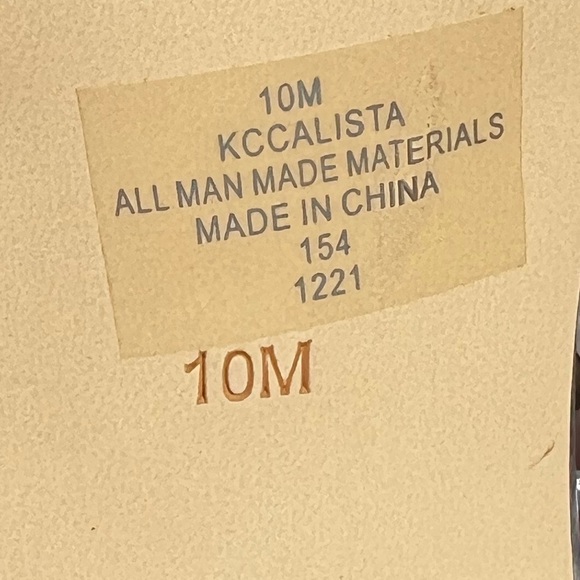 10M
KCCALISTA
ALL MAN MADE MATERIALS
MADE IN CHINA
154
1221
10M